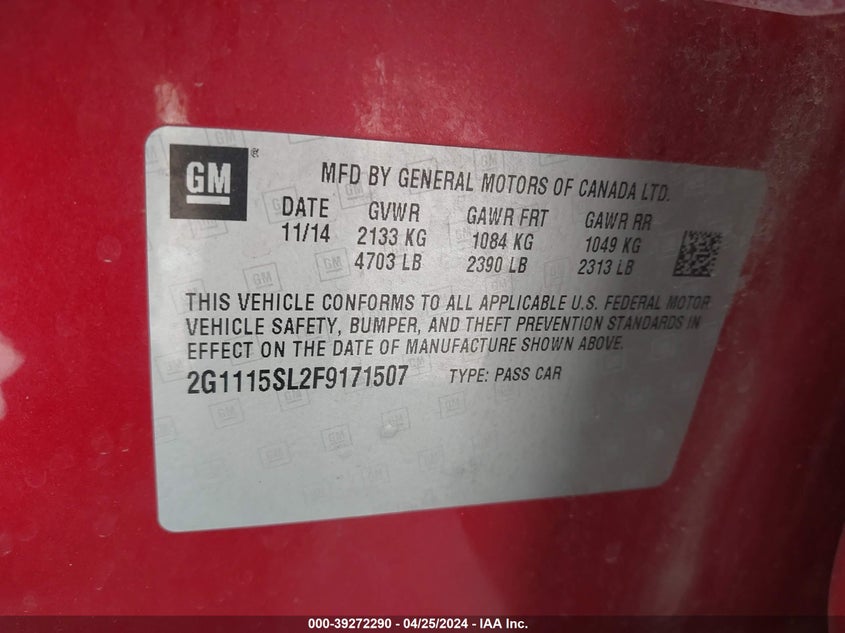 GM
MFD BY GENERAL MOTORS OF CANADA LTD.
DATE GVWR GAWR FRT GAWR RR
11/14 2133 KG 1084 KG 1049 KG
4703 LB 2390 LB 2313 LB
THIS VEHICLE CONFORMS TO ALL APPLICABLE U.S. FEDERAL MOTOR
VEHICLE SAFETY, BUMPER, AND THEFT PREVENTION STANDARDS IN
EFFECT ON THE DATE OF MANUFACTURE SHOWN ABOVE.
2G1115SL2F9171507 TYPE: PASS CAR
000-39272290 - 04/25/2024 - IAA Inc.